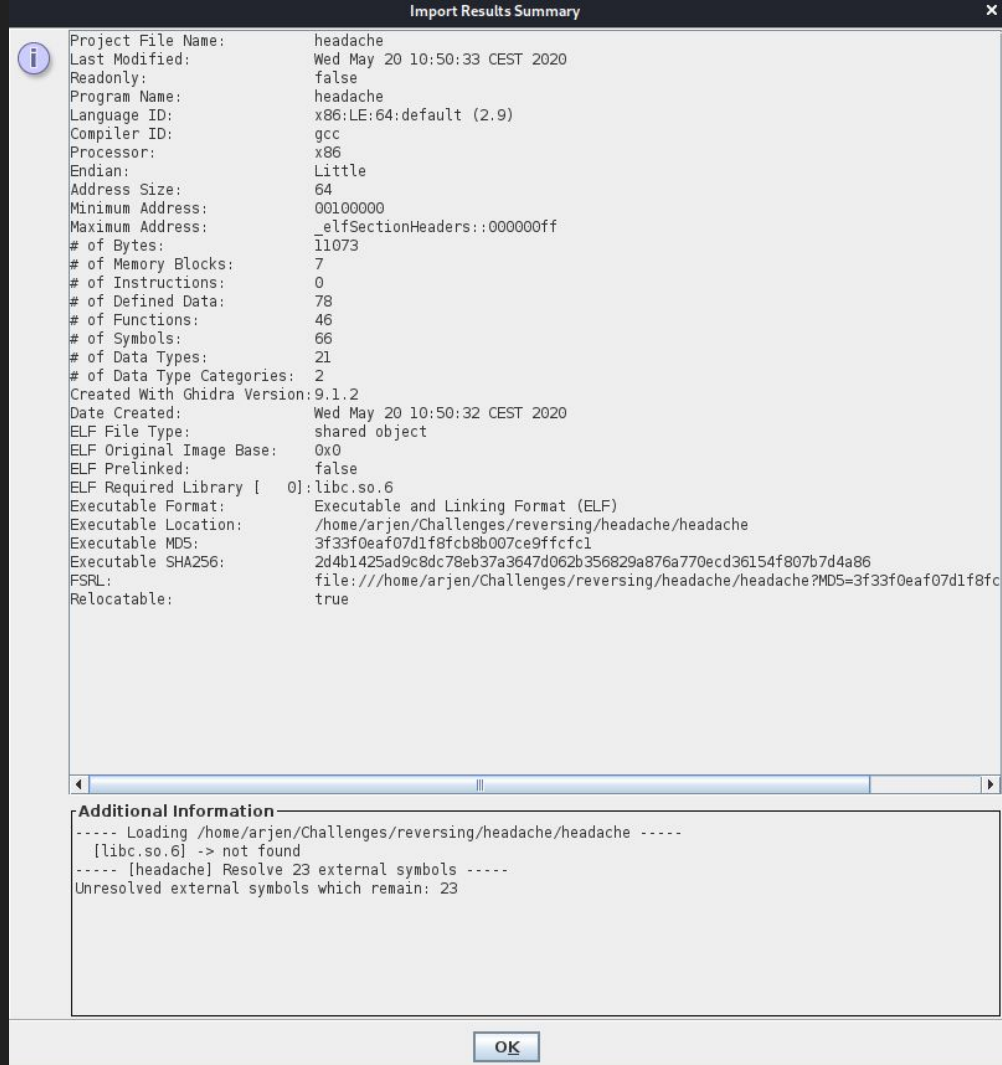 Import Results Summary
Project File Name: headache
Last Modified: Wed May 20 10:50:33 CEST 2020
Readonly: false
Program Name: headache
Language ID: x86:LE:64:default (2.9)
Compiler ID: gcc
Processor: x86
Endian: Little
Address Size: 64
Minimum Address: 00100000
Maximum Address: _elfSectionHeaders::000000ff
# of Bytes: 11073
# of Memory Blocks: 7
# of Instructions: 0
# of Defined Data: 78
# of Functions: 46
# of Symbols: 66
# of Data Types: 21
# of Data Type Categories: 2
Created With Ghidra Version: 9.1.2
Date Created: Wed May 20 10:50:32 CEST 2020
ELF File Type: shared object
ELF Original Image Base: 0x0
ELF Prelinked: false
ELF Required Library [   0]: libc.so.6
Executable Format: Executable and Linking Format (ELF)
Executable Location: /home/arjen/Challenges/reversing/headache/headache
Executable MD5: 3f33f0eaf07d1f8fcb8b007ce9ffcfc1
Executable SHA256: 2d4b1425ad9c8dc78eb37a3647d062b356829a876a770ecd36154f807b7d4a86
FSRL: file:///home/arjen/Challenges/reversing/headache/headache?MD5=3f33f0eaf07d1f8fc
Relocatable: true
Additional Information
----- Loading /home/arjen/Challenges/reversing/headache/headache -----
[libc.so.6] -> not found
----- [headache] Resolve 23 external symbols -----
Unresolved external symbols which remain: 23
OK